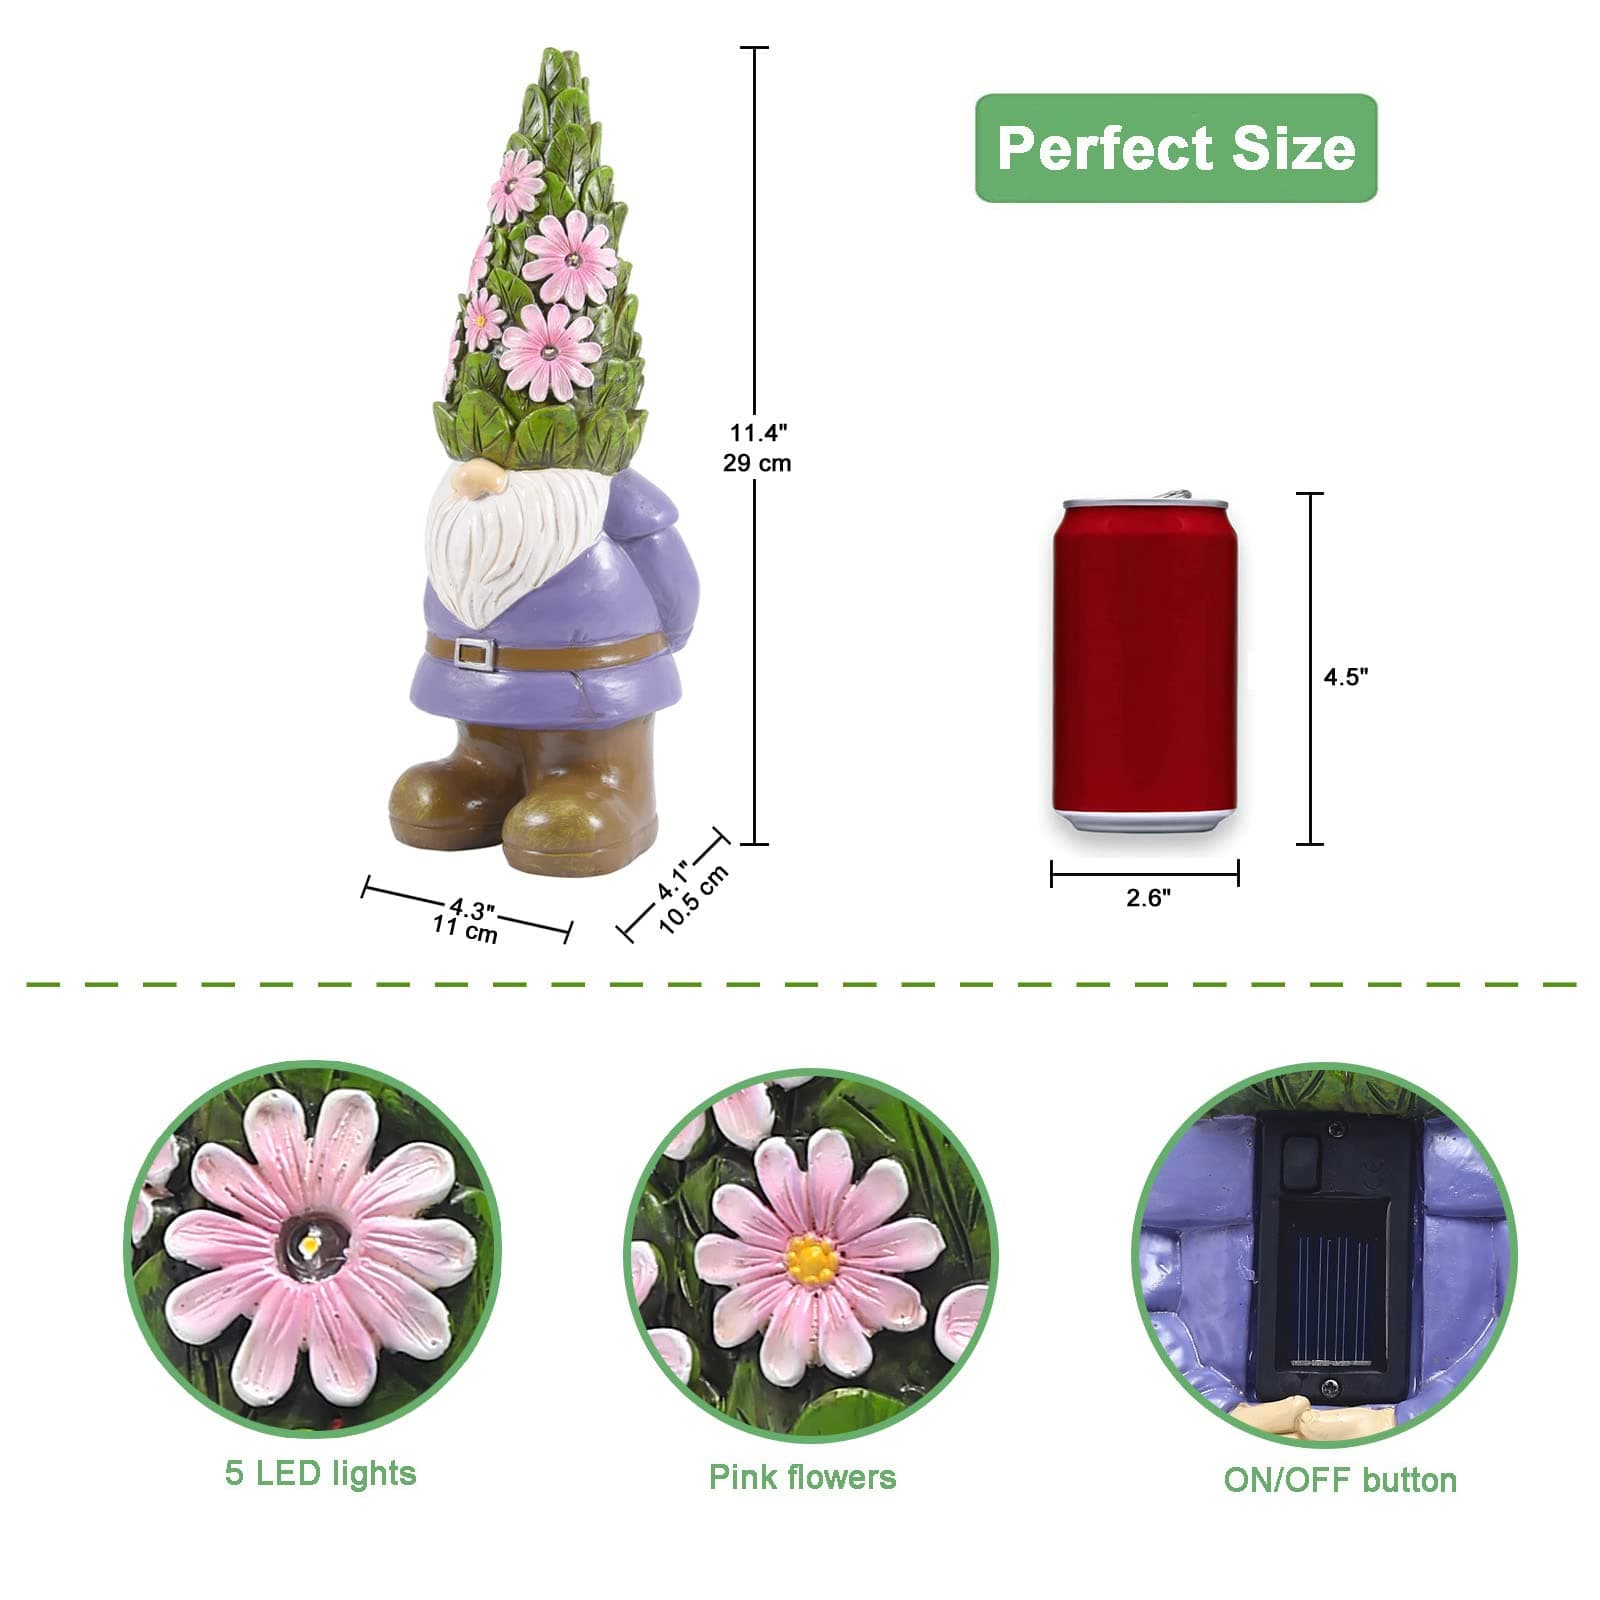 Perfect Size
11.4"
29 cm
4.5"
4.3"
11 cm
4.1"
10.5 cm
2.6"
5 LED lights
Pink flowers
ON/OFF button